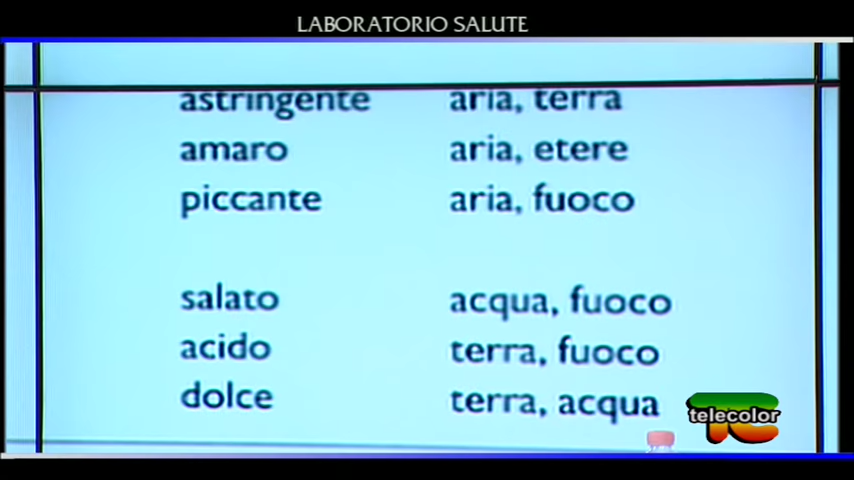 LABORATORIO SALUTE
astringente aria, terra
amaro aria, etere
piccante aria, fuoco
salato acqua, fuoco
acido terra, fuoco
dolce terra, acqua
telecolor